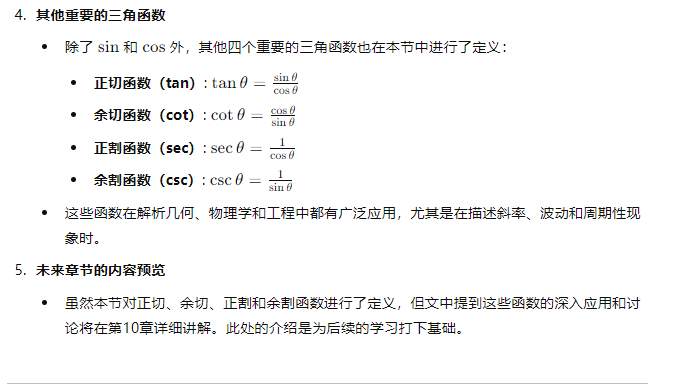 4. 其他重要的三角函数
• 除了 sin 和 cos 外，其他四个重要的三角函数也在本节中进行了定义：
• 正切函数（tan）: tan θ = sin θ / cos θ
• 余切函数（cot）: cot θ = cos θ / sin θ
• 正割函数（sec）: sec θ = 1 / cos θ
• 余割函数（csc）: csc θ = 1 / sin θ
• 这些函数在解析几何、物理学和工程中都有广泛应用，尤其是在描述斜率、波动和周期性现
象时。
5. 未来章节的内容预览
• 虽然本节对正切、余切、正割和余割函数进行了定义，但文中提到这些函数的深入应用和讨
论将在第10章详细讲解。此处的介绍是为后续的学习打下基础。